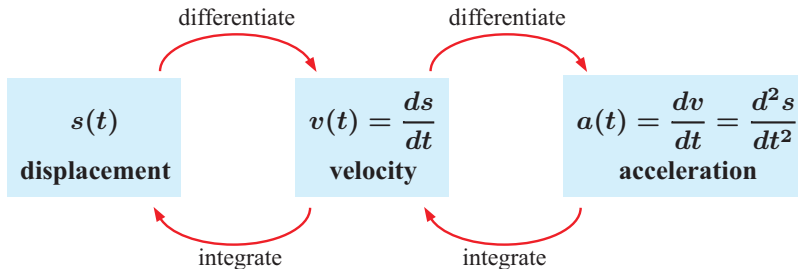 differentiate differentiate
s(t) v(t) = ds/dt a(t) = dv/dt = d²s/dt²
displacement velocity acceleration
integrate integrate